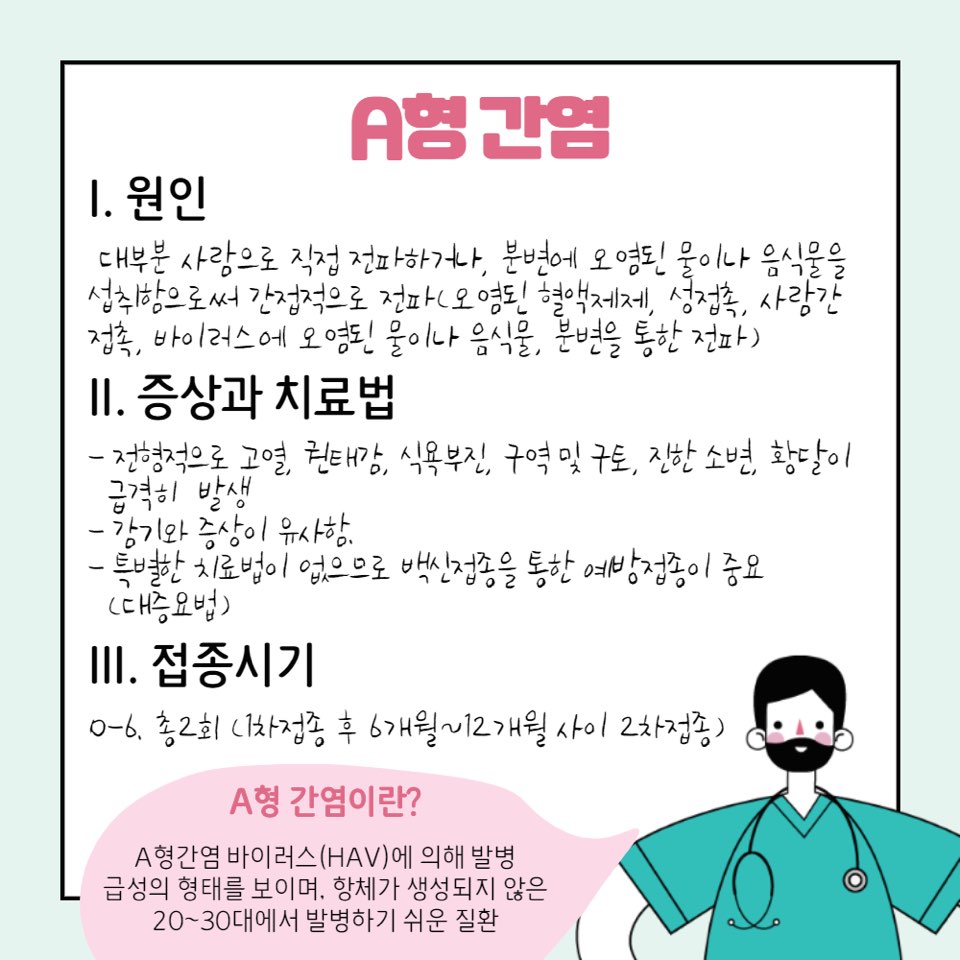 A형 간염
I. 원인
대부분 사람으로 직접 전파하거나, 분변에 오염된 물이나 음식물을
섭취함으로써 간접적으로 전파(오염된 혈액제제, 성접촉, 사람간
접촉, 바이러스에 오염된 물이나 음식물, 분변을 통한 전파)
II. 증상과 치료법
- 전형적으로 고열, 권태감, 식욕부진, 구역 및 구토, 진한 소변, 황달이
급격히 발생
- 감기와 증상이 유사함.
- 특별한 치료법이 없으므로 백신접종을 통한 예방접종이 중요
(대증요법)
III. 접종시기
0-6, 총2회 (1차접종 후 6개월~12개월 사이 2차접종)
A형 간염이란?
A형간염 바이러스(HAV)에 의해 발병
급성의 형태를 보이며, 항체가 생성되지 않은
20~30대에서 발병하기 쉬운 질환